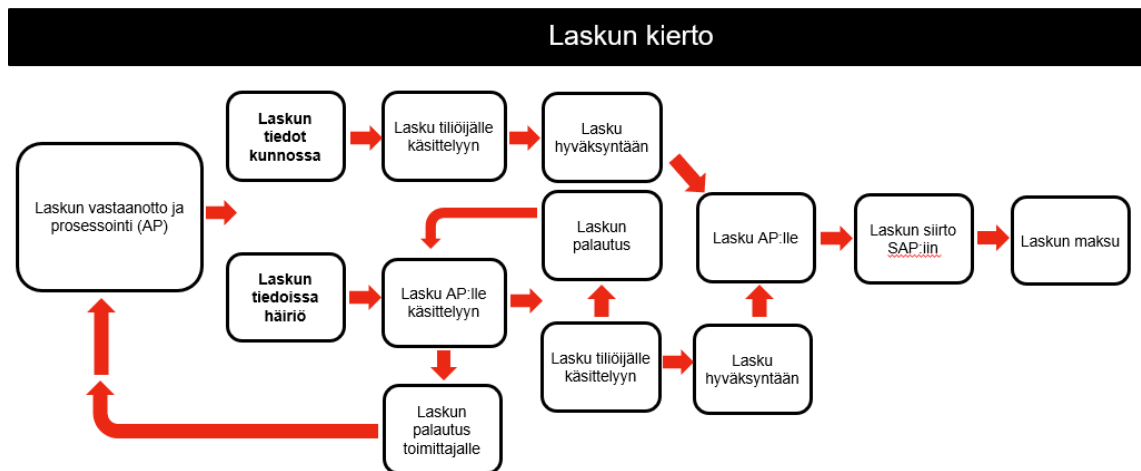 Laskun kierto
Laskun
tiedot
kunnossa
Lasku tiliöijälle
käsittelyyn
Lasku
hyväksyntään
Laskun vastaanotto ja
prosessointi (AP)
Laskun
palautus
Lasku AP:lle
Laskun siirto
SAP:iin
Laskun maksu
Laskun
tiedoissa
häiriö
Lasku AP:lle
käsittelyyn
Lasku tiliöijälle
käsittelyyn
Lasku
hyväksyntään
Laskun
palautus
toimittajalle